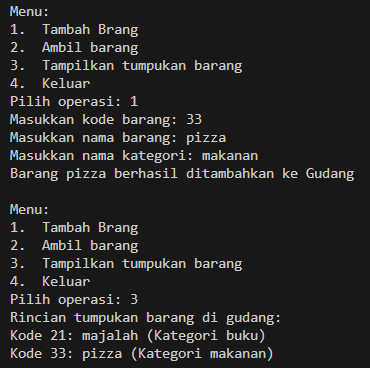 Menu:
1.  Tambah Brang
2.  Ambil barang
3.  Tampilkan tumpukan barang
4.  Keluar
Pilih operasi: 1
Masukkan kode barang: 33
Masukkan nama barang: pizza
Masukkan nama kategori: makanan
Barang pizza berhasil ditambahkan ke Gudang

Menu:
1.  Tambah Brang
2.  Ambil barang
3.  Tampilkan tumpukan barang
4.  Keluar
Pilih operasi: 3
Rincian tumpukan barang di gudang:
Kode 21: majalah (Kategori buku)
Kode 33: pizza (Kategori makanan)